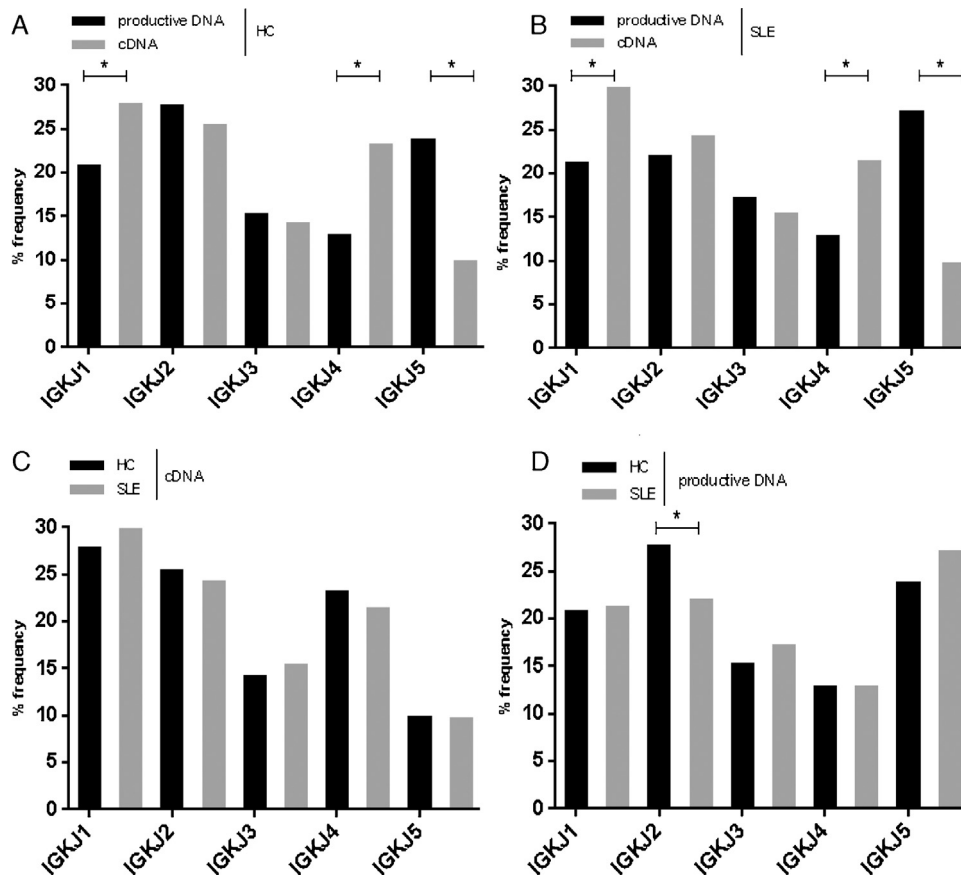 A
productive DNA
cDNA
HC
* * *
30
25
20
15
10
5
0
% frequency
IGKJ1 IGKJ2 IGKJ3 IGKJ4 IGKJ5
B
productive DNA
cDNA
SLE
* * *
30
25
20
15
10
5
0
% frequency
IGKJ1 IGKJ2 IGKJ3 IGKJ4 IGKJ5
C
HC
SLE
cDNA
30
25
20
15
10
5
0
% frequency
IGKJ1 IGKJ2 IGKJ3 IGKJ4 IGKJ5
D
HC
SLE
productive DNA
*
30
25
20
15
10
5
0
% frequency
IGKJ1 IGKJ2 IGKJ3 IGKJ4 IGKJ5